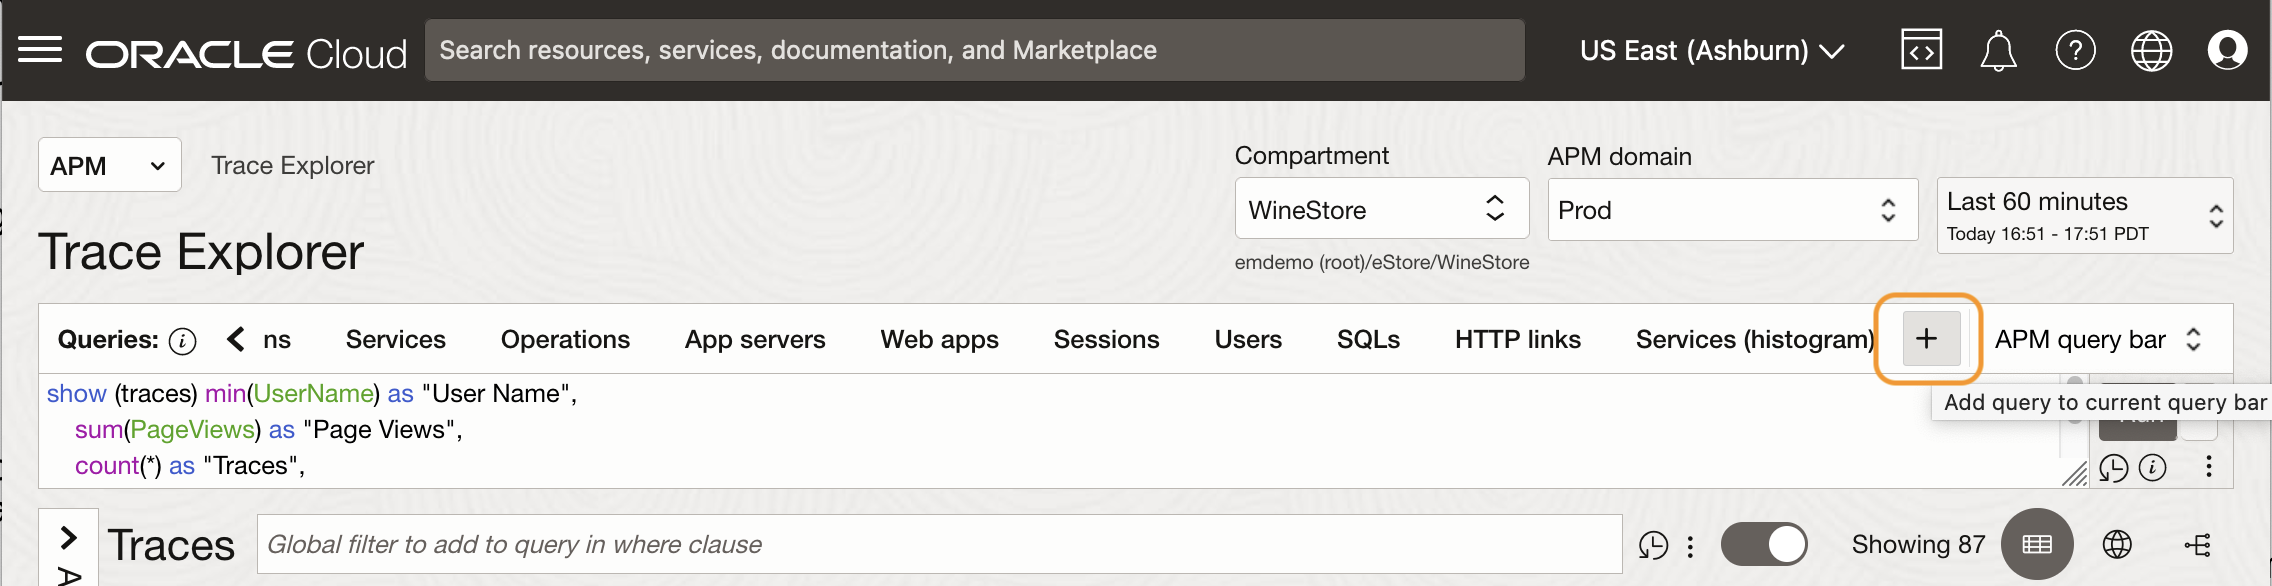 ORACLE Cloud
Search resources, services, documentation, and Marketplace
US East (Ashburn)
APM
Trace Explorer
Compartment
APM domain
WineStore
Prod
Last 60 minutes
Today 16:51 - 17:51 PDT
emdemo (root)/eStore/WineStore
Trace Explorer
Queries: i ns Services Operations App servers Web apps Sessions Users SQLs HTTP links Services (histogram) + APM query bar
show (traces) min(UserName) as "User Name",
sum(PageViews) as "Page Views",
count(*) as "Traces",
Add query to current query bar
Traces
Global filter to add to query in where clause
Showing 87
A